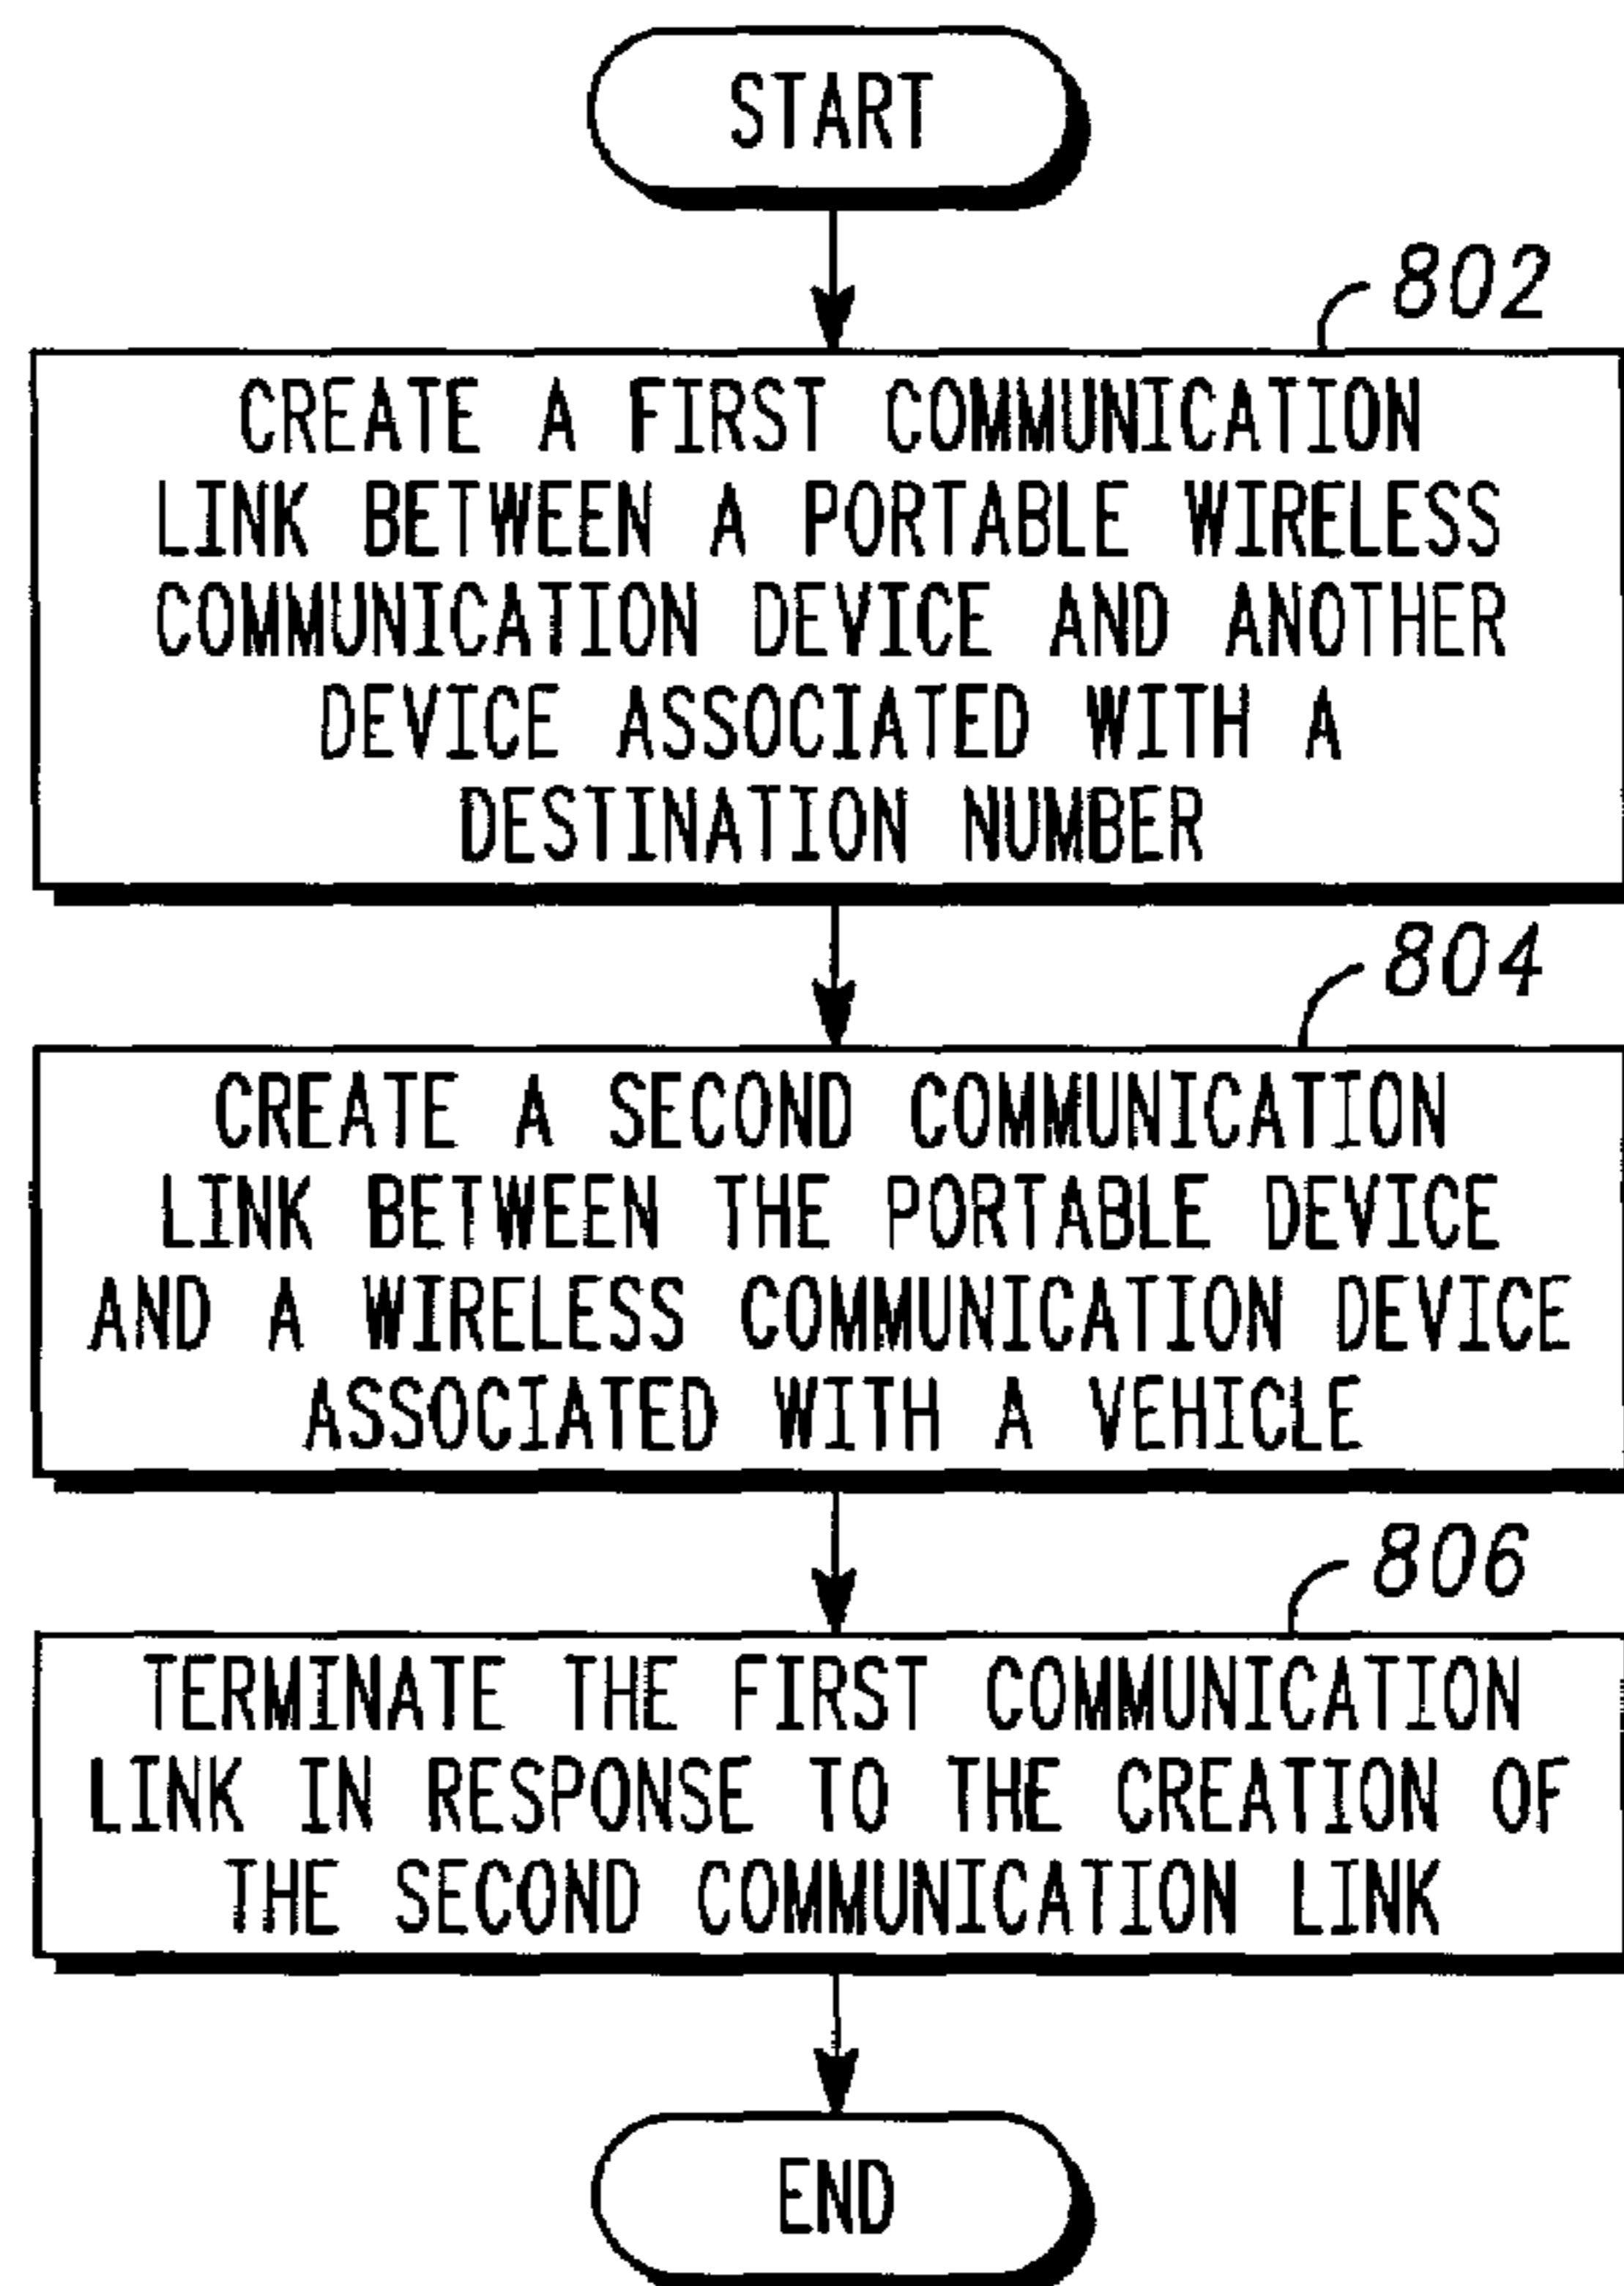 START
802
CREATE A FIRST COMMUNICATION
LINK BETWEEN A PORTABLE WIRELESS
COMMUNICATION DEVICE AND ANOTHER
DEVICE ASSOCIATED WITH A
DESTINATION NUMBER
804
CREATE A SECOND COMMUNICATION
LINK BETWEEN THE PORTABLE DEVICE
AND A WIRELESS COMMUNICATION DEVICE
ASSOCIATED WITH A VEHICLE
806
TERMINATE THE FIRST COMMUNICATION
LINK IN RESPONSE TO THE CREATION OF
THE SECOND COMMUNICATION LINK
END